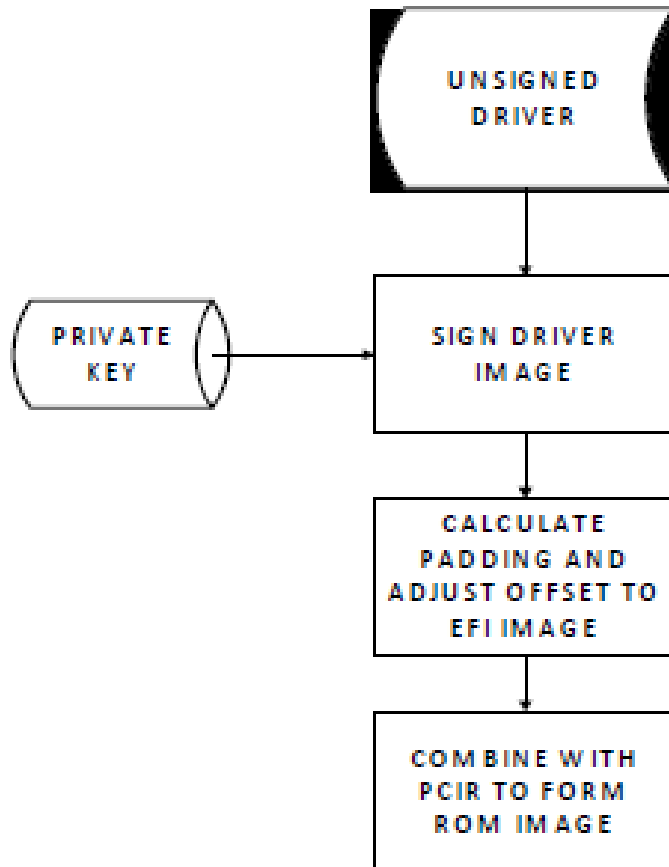 UNSIGNED
DRIVER
PRIVATE
KEY
SIGN DRIVER
IMAGE
CALCULATE
PADDING AND
ADJUST OFFSET TO
EFI IMAGE
COMBINE WITH
PCIR TO FORM
ROM IMAGE